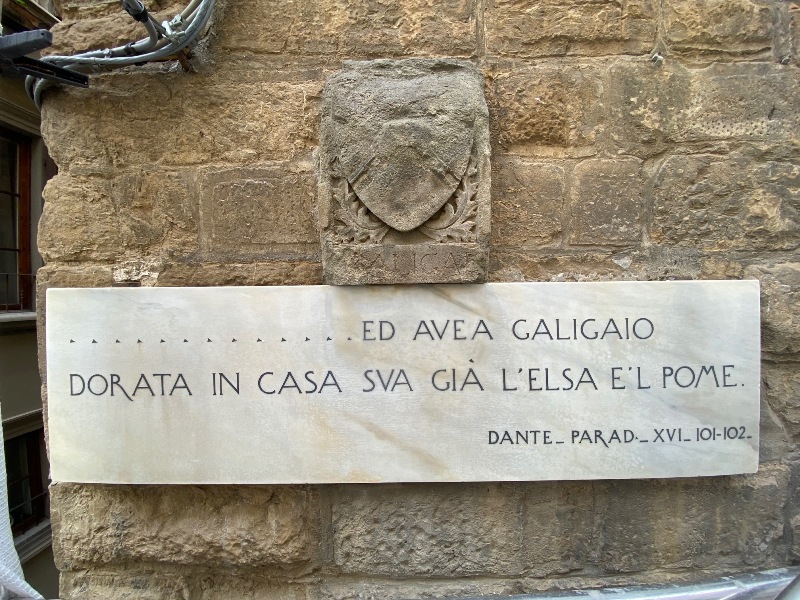 . . . . . . . . . . . . . ED AVEA GALIGAIO
DORATA IN CASA SVA GIÀ L'ELSA E'L POME.
DANTE_ PARAD._ XVI_ 101-102_